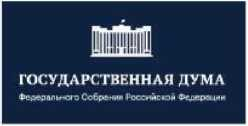 ГОСУДАРСТВЕННАЯ ДУМА
Федерального Собрания Российской Федерации